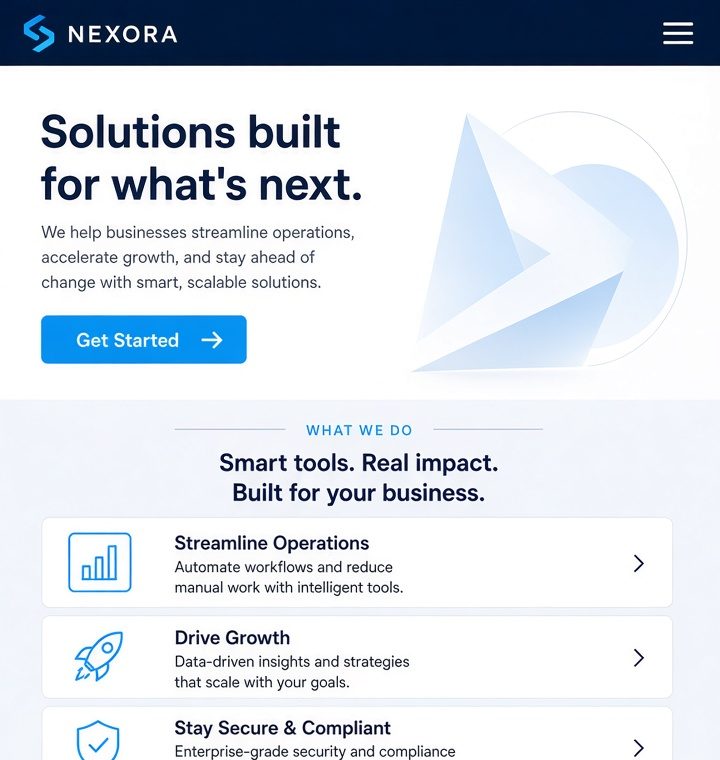 NEXORA
Solutions built
for what's next.
We help businesses streamline operations,
accelerate growth, and stay ahead of
change with smart, scalable solutions.
Get Started
WHAT WE DO
Smart tools. Real impact.
Built for your business.
Streamline Operations
Automate workflows and reduce
manual work with intelligent tools.
Drive Growth
Data-driven insights and strategies
that scale with your goals.
Stay Secure & Compliant
Enterprise-grade security and compliance